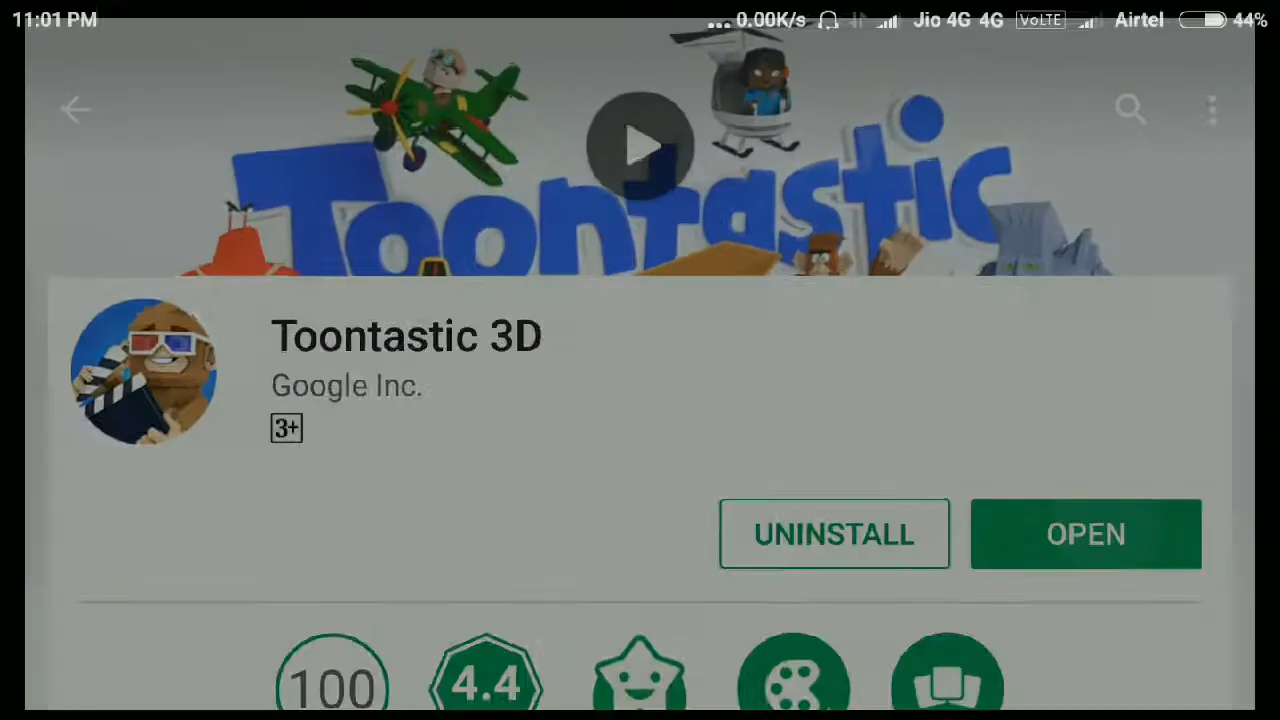 11:01 PM ... 0.00K/s Jio 4G 4G VoLTE Airtel 44%
Toontastic
Toontastic 3D
Google Inc.
3+
UNINSTALL OPEN
100 4.4